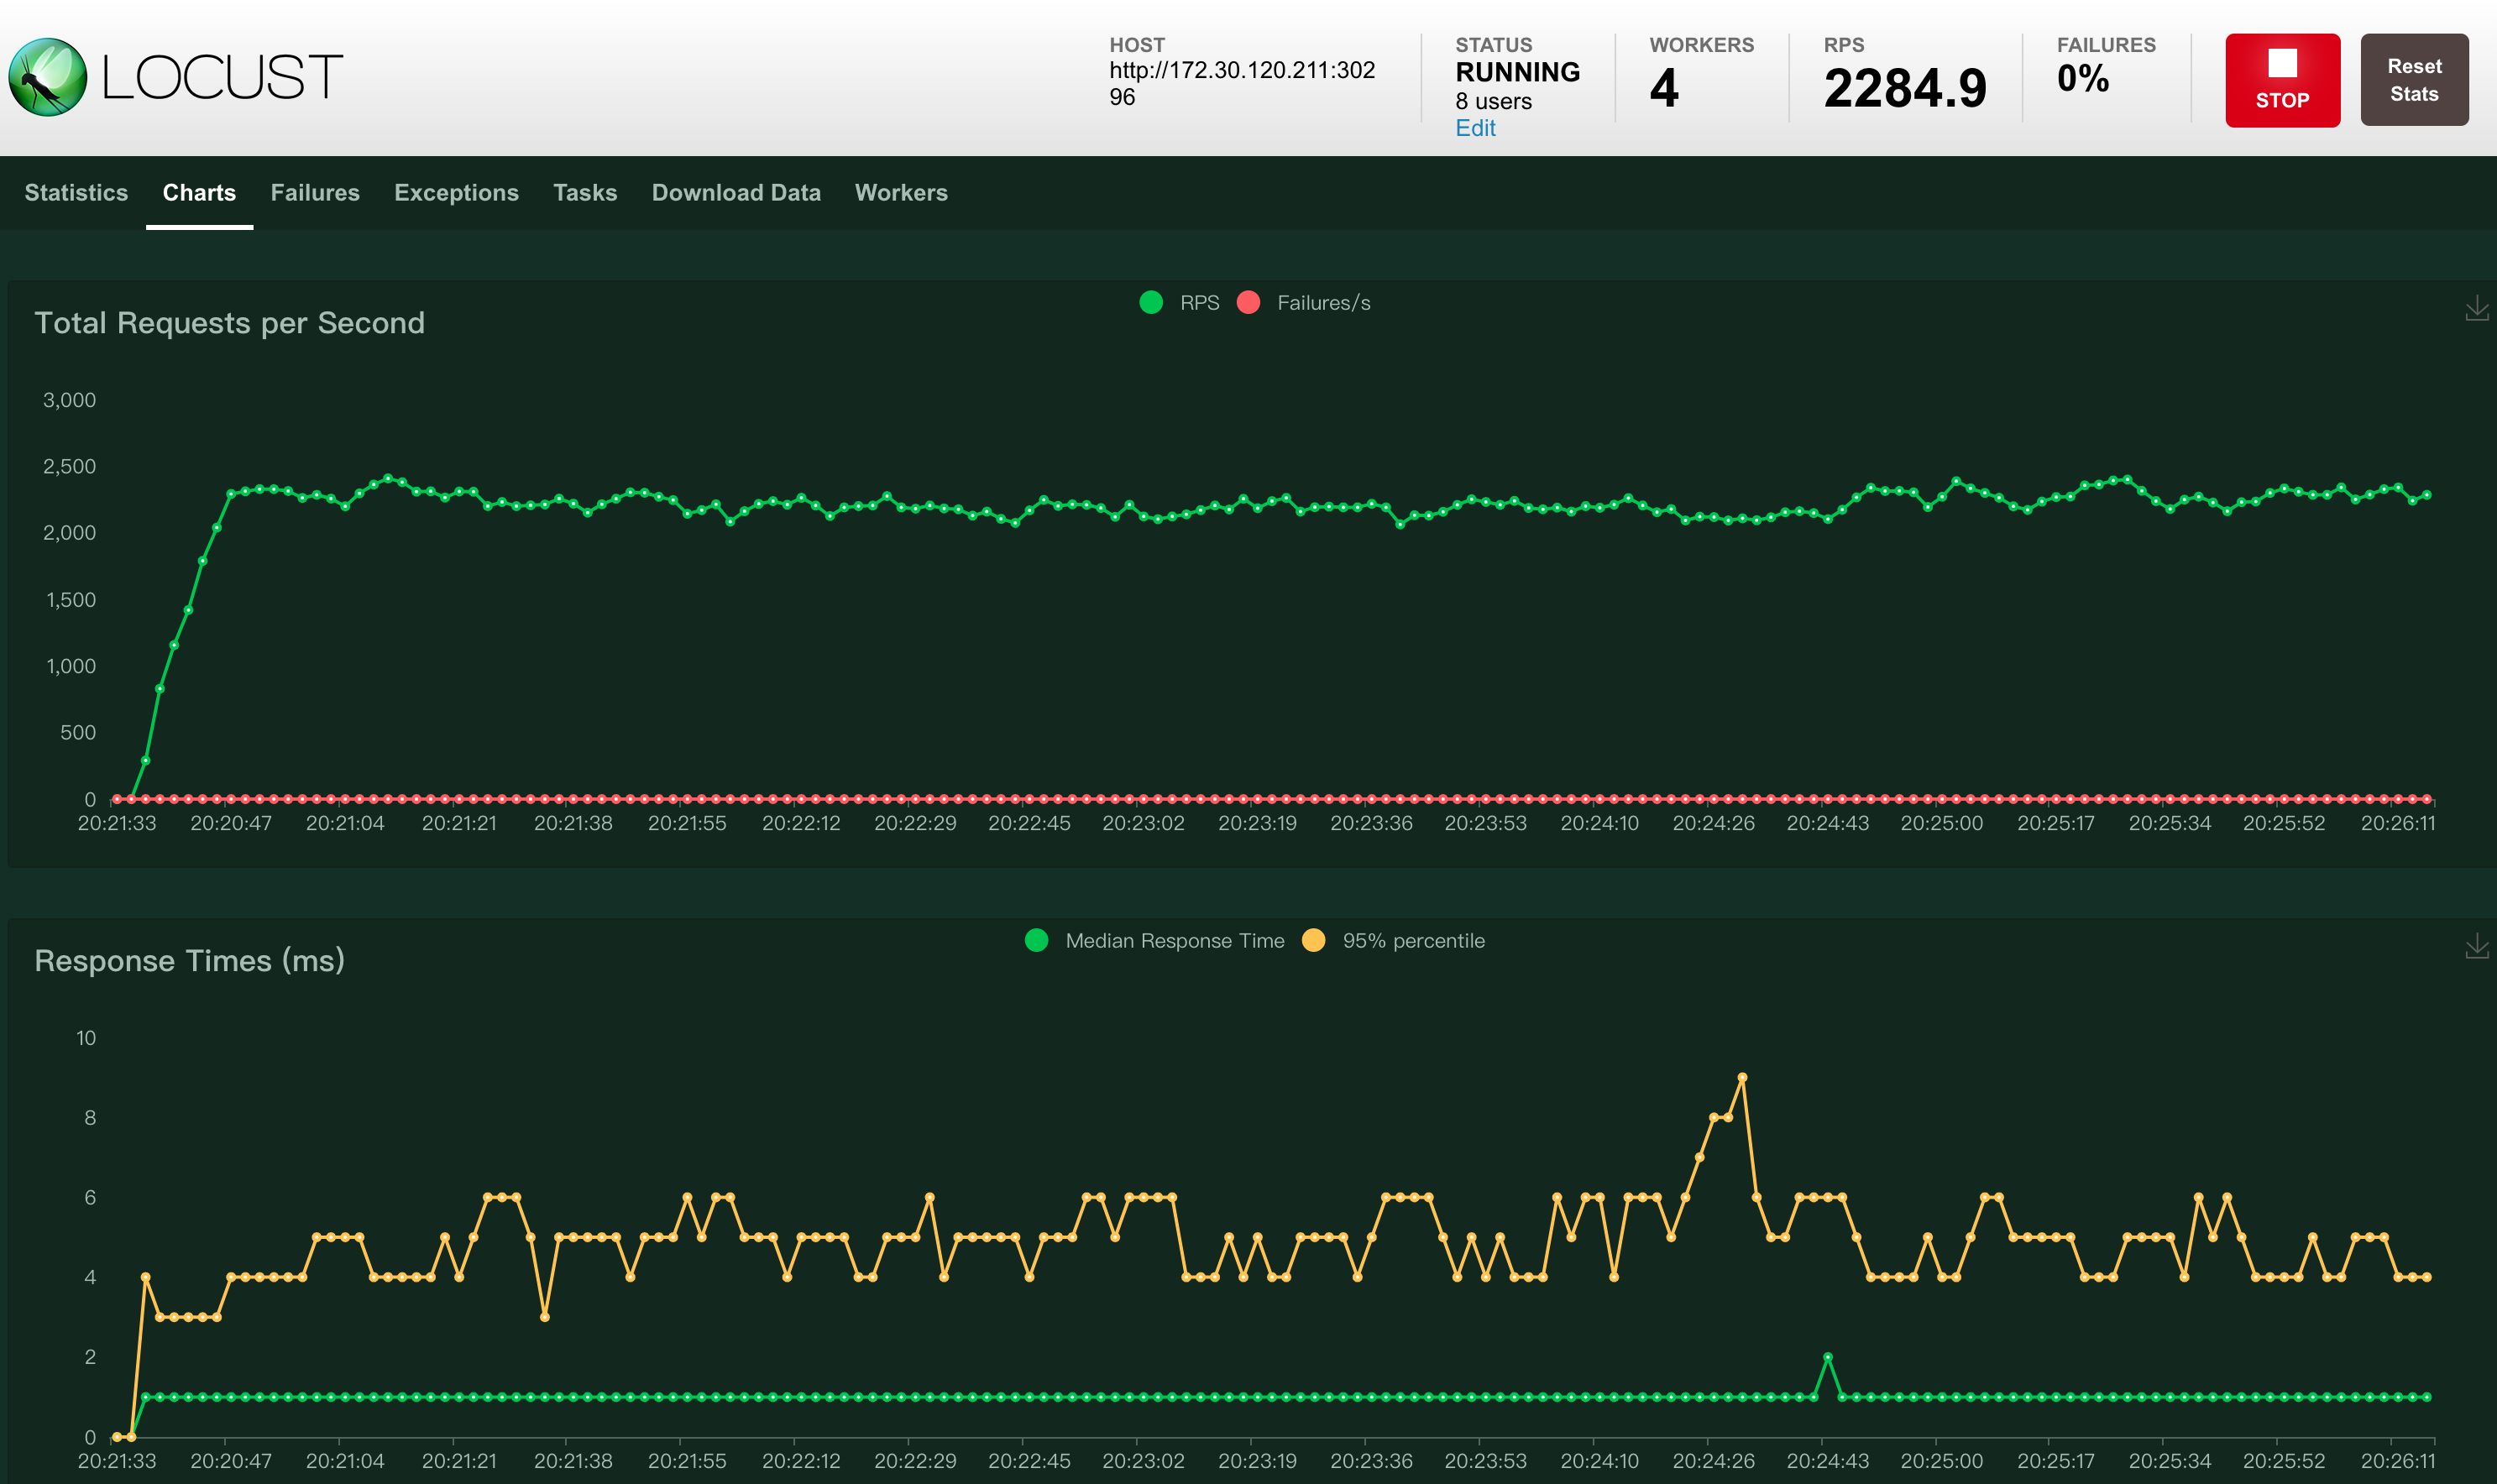 LOCUST
HOST
http://172.30.120.211:302
96
STATUS
RUNNING
8 users
Edit
WORKERS
4
RPS
2284.9
FAILURES
0%
STOP
Reset
Stats
Statistics Charts Failures Exceptions Tasks Download Data Workers
RPS Failures/s
Total Requests per Second
3,000
2,500
2,000
1,500
1,000
500
0
20:21:33 20:20:47 20:21:04 20:21:21 20:21:38 20:21:55 20:22:12 20:22:29 20:22:45 20:23:02 20:23:19 20:23:36 20:23:53 20:24:10 20:24:26 20:24:43 20:25:00 20:25:17 20:25:34 20:25:52 20:26:11
Median Response Time 95% percentile
Response Times (ms)
10
8
6
4
2
0
20:21:33 20:20:47 20:21:04 20:21:21 20:21:38 20:21:55 20:22:12 20:22:29 20:22:45 20:23:02 20:23:19 20:23:36 20:23:53 20:24:10 20:24:26 20:24:43 20:25:00 20:25:17 20:25:34 20:25:52 20:26:11